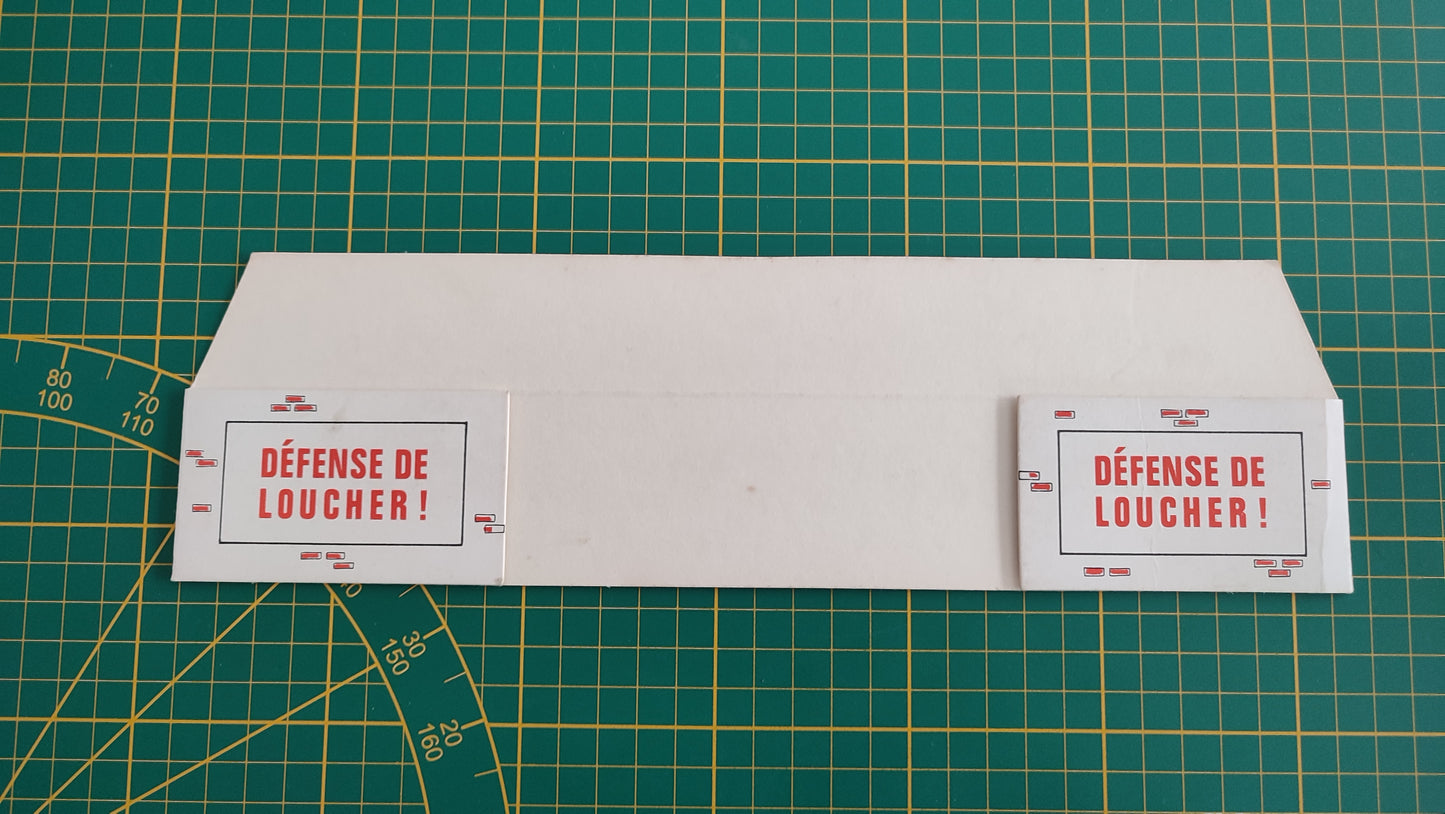 80
100
70
110
DÉFENSE DE
LOUCHER !
DÉFENSE DE
LOUCHER !
30
150
20
160